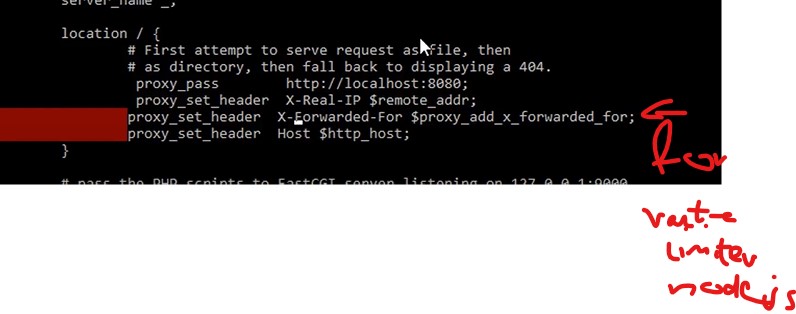 server_name _;
location / {
# First attempt to serve request as file, then
# as directory, then fall back to displaying a 404.
proxy_pass http://localhost:8080;
proxy_set_header X-Real-IP $remote_addr;
proxy_set_header X-Forwarded-For $proxy_add_x_forwarded_for;
proxy_set_header Host $http_host;
}
# pass the PHP scripts to FastCGI server listening on 127.0.0.1:9000
for
rate
limiter
nodejs